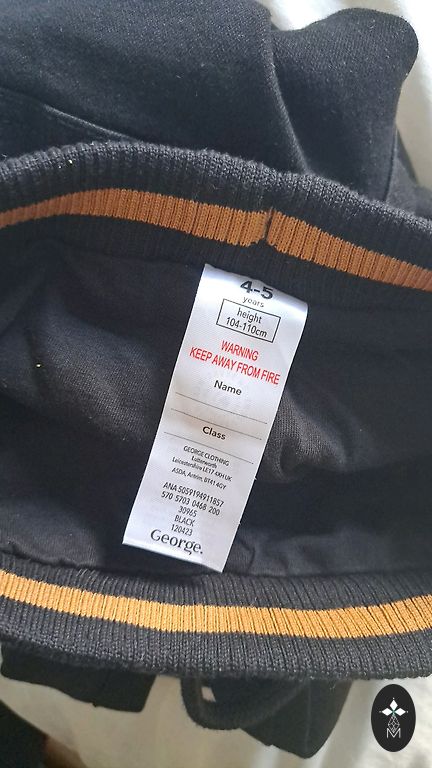 4-5
years
height
104-110cm
WARNING
KEEP AWAY FROM FIRE
Name
Class
GEORGE CLOTHING
Lutterworth
Leicestershire LE17 4XH UK
ASDA, Antrim, BT41 4GY
ANA 5059194911857
570 5703 0468 200
30965
BLACK
120423
George.
M